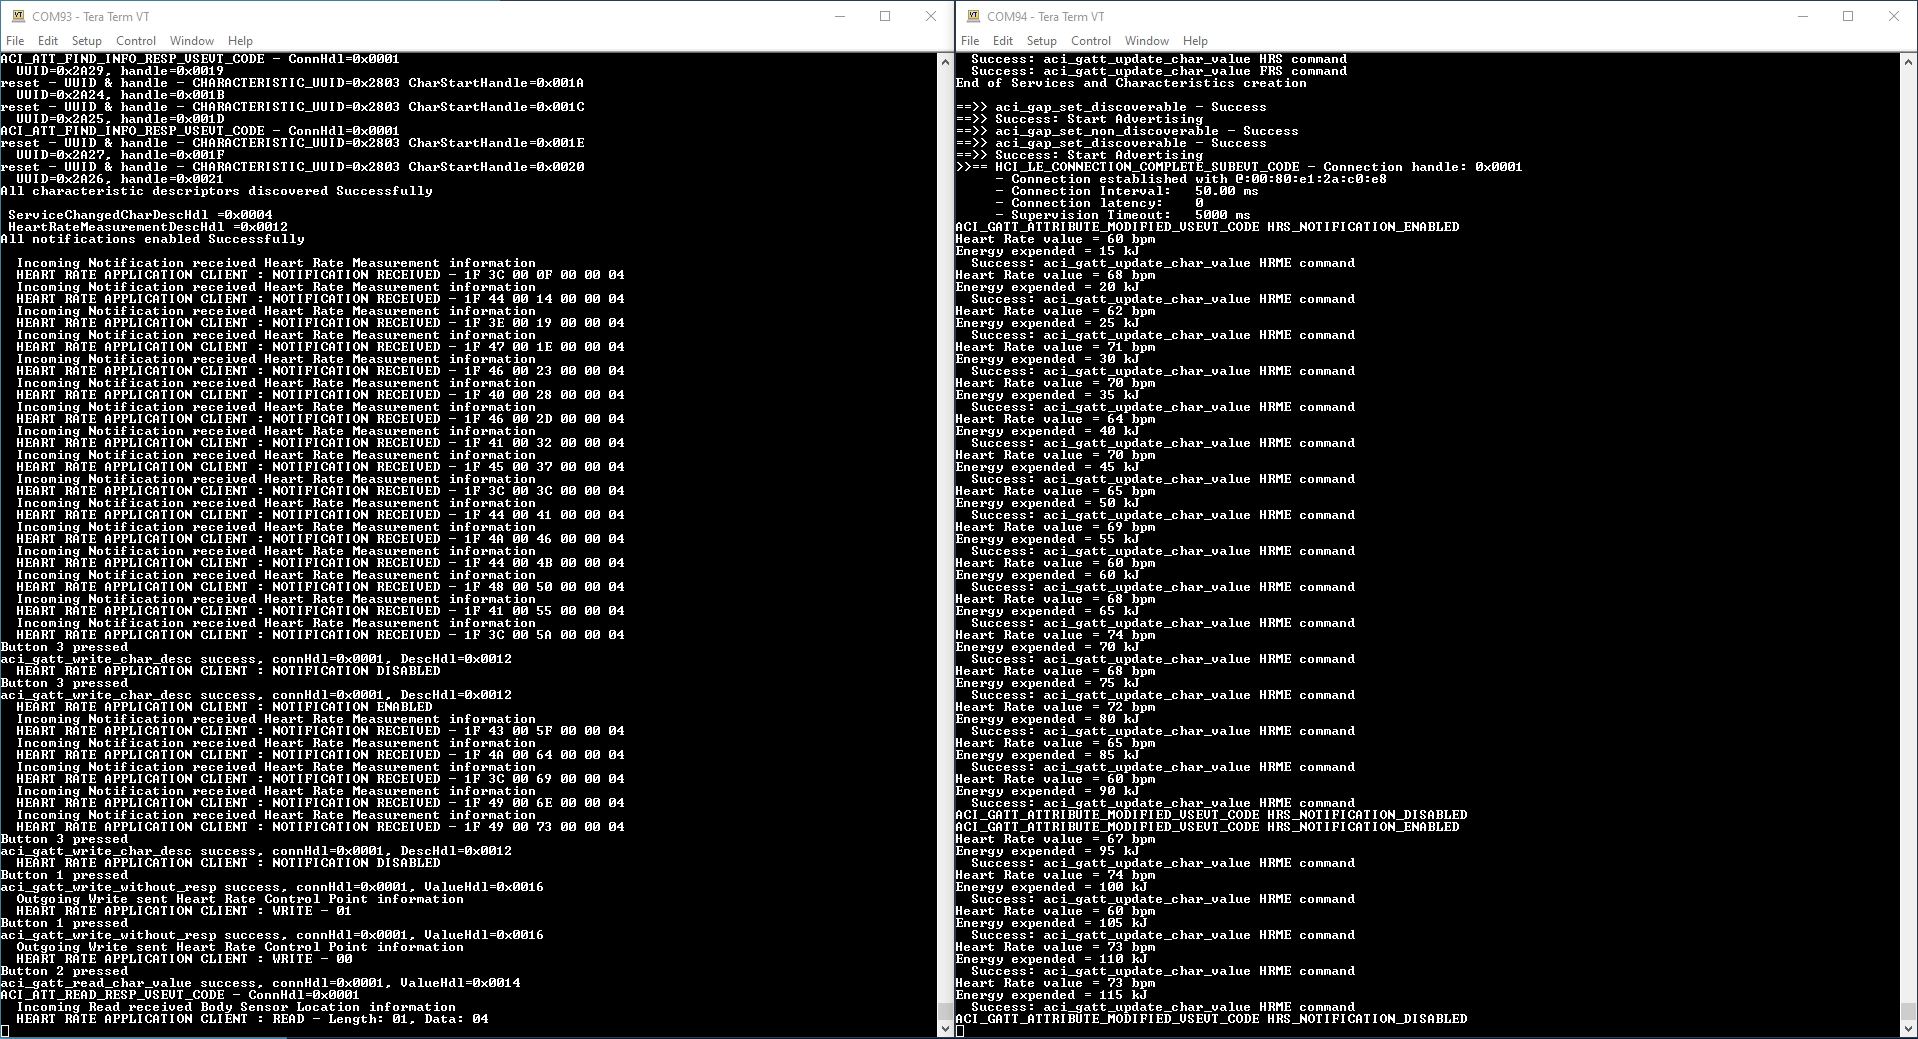 COM93 - Tera Term VT
File Edit Setup Control Window Help
ACI_ATT_FIND_INFO_RESP_VSEVT_CODE - ConnHdl=0x0001
  UUID=0x2A29, handle=0x0019
reset - UUID & handle - CHARACTERISTIC_UUID=0x2803 CharStartHandle=0x001A
  UUID=0x2A24, handle=0x001B
reset - UUID & handle - CHARACTERISTIC_UUID=0x2803 CharStartHandle=0x001C
  UUID=0x2A25, handle=0x001D
ACI_ATT_FIND_INFO_RESP_VSEVT_CODE - ConnHdl=0x0001
reset - UUID & handle - CHARACTERISTIC_UUID=0x2803 CharStartHandle=0x001E
  UUID=0x2A27, handle=0x001F
reset - UUID & handle - CHARACTERISTIC_UUID=0x2803 CharStartHandle=0x0020
  UUID=0x2A26, handle=0x0021
All characteristic descriptors discovered Successfully
 ServiceChangedCharDescHdl =0x0004
 HeartRateMeasurementDescHdl =0x0012
All notifications enabled Successfully
  Incoming Notification received Heart Rate Measurement information
  HEART RATE APPLICATION CLIENT : NOTIFICATION RECEIVED - 1F 3C 00 0F 00 00 04
  Incoming Notification received Heart Rate Measurement information
  HEART RATE APPLICATION CLIENT : NOTIFICATION RECEIVED - 1F 44 00 14 00 00 04
  Incoming Notification received Heart Rate Measurement information
  HEART RATE APPLICATION CLIENT : NOTIFICATION RECEIVED - 1F 3E 00 19 00 00 04
  Incoming Notification received Heart Rate Measurement information
  HEART RATE APPLICATION CLIENT : NOTIFICATION RECEIVED - 1F 47 00 1E 00 00 04
  Incoming Notification received Heart Rate Measurement information
  HEART RATE APPLICATION CLIENT : NOTIFICATION RECEIVED - 1F 46 00 23 00 00 04
  Incoming Notification received Heart Rate Measurement information
  HEART RATE APPLICATION CLIENT : NOTIFICATION RECEIVED - 1F 40 00 28 00 00 04
  Incoming Notification received Heart Rate Measurement information
  HEART RATE APPLICATION CLIENT : NOTIFICATION RECEIVED - 1F 46 00 2D 00 00 04
  Incoming Notification received Heart Rate Measurement information
  HEART RATE APPLICATION CLIENT : NOTIFICATION RECEIVED - 1F 41 00 32 00 00 04
  Incoming Notification received Heart Rate Measurement information
  HEART RATE APPLICATION CLIENT : NOTIFICATION RECEIVED - 1F 45 00 37 00 00 04
  Incoming Notification received Heart Rate Measurement information
  HEART RATE APPLICATION CLIENT : NOTIFICATION RECEIVED - 1F 3C 00 3C 00 00 04
  Incoming Notification received Heart Rate Measurement information
  HEART RATE APPLICATION CLIENT : NOTIFICATION RECEIVED - 1F 44 00 41 00 00 04
  Incoming Notification received Heart Rate Measurement information
  HEART RATE APPLICATION CLIENT : NOTIFICATION RECEIVED - 1F 4A 00 46 00 00 04
  Incoming Notification received Heart Rate Measurement information
  HEART RATE APPLICATION CLIENT : NOTIFICATION RECEIVED - 1F 44 00 4B 00 00 04
  Incoming Notification received Heart Rate Measurement information
  HEART RATE APPLICATION CLIENT : NOTIFICATION RECEIVED - 1F 48 00 50 00 00 04
  Incoming Notification received Heart Rate Measurement information
  HEART RATE APPLICATION CLIENT : NOTIFICATION RECEIVED - 1F 41 00 55 00 00 04
  Incoming Notification received Heart Rate Measurement information
  HEART RATE APPLICATION CLIENT : NOTIFICATION RECEIVED - 1F 3C 00 5A 00 00 04
Button 3 pressed
aci_gatt_write_char_desc success, connHdl=0x0001, DescHdl=0x0012
  HEART RATE APPLICATION CLIENT : NOTIFICATION DISABLED
Button 3 pressed
aci_gatt_write_char_desc success, connHdl=0x0001, DescHdl=0x0012
  HEART RATE APPLICATION CLIENT : NOTIFICATION ENABLED
  Incoming Notification received Heart Rate Measurement information
  HEART RATE APPLICATION CLIENT : NOTIFICATION RECEIVED - 1F 43 00 5F 00 00 04
  Incoming Notification received Heart Rate Measurement information
  HEART RATE APPLICATION CLIENT : NOTIFICATION RECEIVED - 1F 4A 00 64 00 00 04
  Incoming Notification received Heart Rate Measurement information
  HEART RATE APPLICATION CLIENT : NOTIFICATION RECEIVED - 1F 3C 00 69 00 00 04
  Incoming Notification received Heart Rate Measurement information
  HEART RATE APPLICATION CLIENT : NOTIFICATION RECEIVED - 1F 49 00 6E 00 00 04
  Incoming Notification received Heart Rate Measurement information
  HEART RATE APPLICATION CLIENT : NOTIFICATION RECEIVED - 1F 49 00 73 00 00 04
Button 3 pressed
aci_gatt_write_char_desc success, connHdl=0x0001, DescHdl=0x0012
  HEART RATE APPLICATION CLIENT : NOTIFICATION DISABLED
Button 1 pressed
aci_gatt_write_without_resp success, connHdl=0x0001, ValueHdl=0x0016
  Outgoing Write sent Heart Rate Control Point information
  HEART RATE APPLICATION CLIENT : WRITE - 01
Button 1 pressed
aci_gatt_write_without_resp success, connHdl=0x0001, ValueHdl=0x0016
  Outgoing Write sent Heart Rate Control Point information
  HEART RATE APPLICATION CLIENT : WRITE - 00
Button 2 pressed
aci_gatt_read_char_value success, connHdl=0x0001, ValueHdl=0x0014
ACI_ATT_READ_RESP_VSEVT_CODE - ConnHdl=0x0001
  Incoming Read received Body Sensor Location information
  HEART RATE APPLICATION CLIENT : READ - Length: 01, Data: 04
COM94 - Tera Term VT
File Edit Setup Control Window Help
  Success: aci_gatt_update_char_value HRS command
  Success: aci_gatt_update_char_value FRS command
End of Services and Characteristics creation
==>> aci_gap_set_discoverable - Success
==>> Success: Start Advertising
==>> aci_gap_set_non_discoverable - Success
==>> aci_gap_set_discoverable - Success
==>> Success: Start Advertising
>>== HCI_LE_CONNECTION_COMPLETE_SUBEVT_CODE - Connection handle: 0x0001
     - Connection established with @:00:80:e1:2a:c0:e8
     - Connection Interval:   50.00 ms
     - Connection latency:    0
     - Supervision Timeout:   5000 ms
ACI_GATT_ATTRIBUTE_MODIFIED_VSEVT_CODE HRS_NOTIFICATION_ENABLED
Heart Rate value = 60 bpm
Energy expended = 15 kJ
  Success: aci_gatt_update_char_value HRME command
Heart Rate value = 68 bpm
Energy expended = 20 kJ
  Success: aci_gatt_update_char_value HRME command
Heart Rate value = 62 bpm
Energy expended = 25 kJ
  Success: aci_gatt_update_char_value HRME command
Heart Rate value = 71 bpm
Energy expended = 30 kJ
  Success: aci_gatt_update_char_value HRME command
Heart Rate value = 70 bpm
Energy expended = 35 kJ
  Success: aci_gatt_update_char_value HRME command
Heart Rate value = 64 bpm
Energy expended = 40 kJ
  Success: aci_gatt_update_char_value HRME command
Heart Rate value = 70 bpm
Energy expended = 45 kJ
  Success: aci_gatt_update_char_value HRME command
Heart Rate value = 65 bpm
Energy expended = 50 kJ
  Success: aci_gatt_update_char_value HRME command
Heart Rate value = 69 bpm
Energy expended = 55 kJ
  Success: aci_gatt_update_char_value HRME command
Heart Rate value = 60 bpm
Energy expended = 60 kJ
  Success: aci_gatt_update_char_value HRME command
Heart Rate value = 68 bpm
Energy expended = 65 kJ
  Success: aci_gatt_update_char_value HRME command
Heart Rate value = 74 bpm
Energy expended = 70 kJ
  Success: aci_gatt_update_char_value HRME command
Heart Rate value = 68 bpm
Energy expended = 75 kJ
  Success: aci_gatt_update_char_value HRME command
Heart Rate value = 72 bpm
Energy expended = 80 kJ
  Success: aci_gatt_update_char_value HRME command
Heart Rate value = 65 bpm
Energy expended = 85 kJ
  Success: aci_gatt_update_char_value HRME command
Heart Rate value = 60 bpm
Energy expended = 90 kJ
  Success: aci_gatt_update_char_value HRME command
ACI_GATT_ATTRIBUTE_MODIFIED_VSEVT_CODE HRS_NOTIFICATION_DISABLED
ACI_GATT_ATTRIBUTE_MODIFIED_VSEVT_CODE HRS_NOTIFICATION_ENABLED
Heart Rate value = 67 bpm
Energy expended = 95 kJ
  Success: aci_gatt_update_char_value HRME command
Heart Rate value = 74 bpm
Energy expended = 100 kJ
  Success: aci_gatt_update_char_value HRME command
Heart Rate value = 60 bpm
Energy expended = 105 kJ
  Success: aci_gatt_update_char_value HRME command
Heart Rate value = 73 bpm
Energy expended = 110 kJ
  Success: aci_gatt_update_char_value HRME command
Heart Rate value = 73 bpm
Energy expended = 115 kJ
  Success: aci_gatt_update_char_value HRME command
ACI_GATT_ATTRIBUTE_MODIFIED_VSEVT_CODE HRS_NOTIFICATION_DISABLED